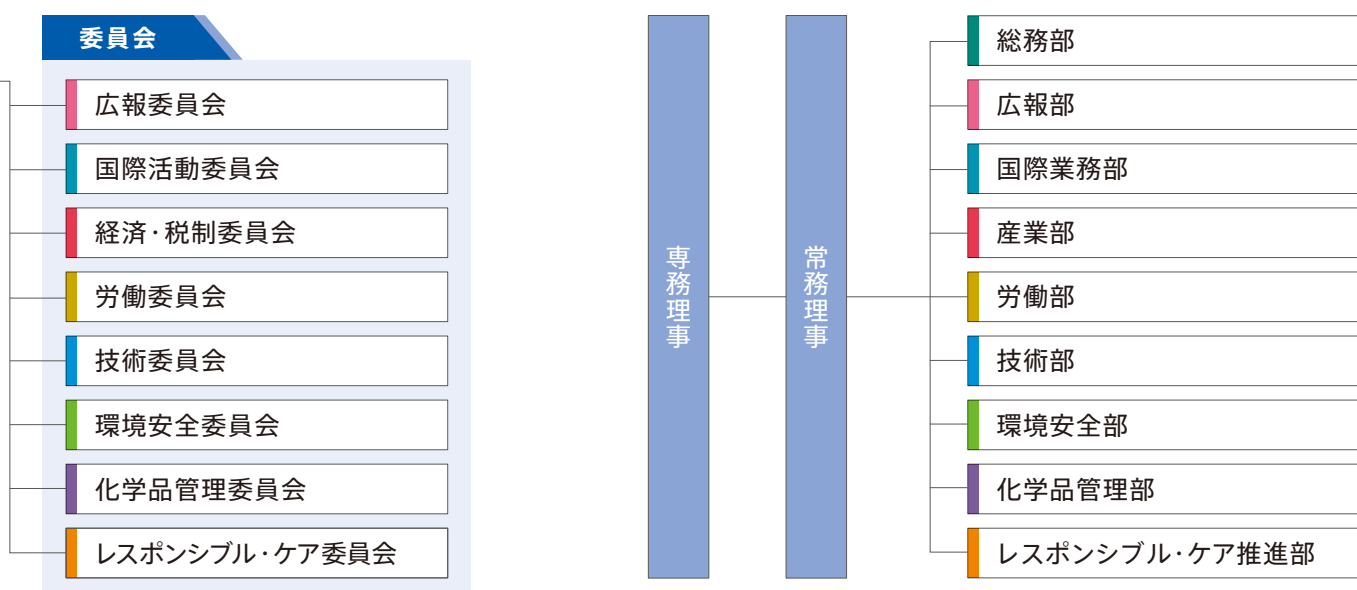 委員会
広報委員会
国際活動委員会
経済・税制委員会
労働委員会
技術委員会
環境安全委員会
化学品管理委員会
レスポンシブル・ケア委員会
専務理事
常務理事
総務部
広報部
国際業務部
産業部
労働部
技術部
環境安全部
化学品管理部
レスポンシブル・ケア推進部